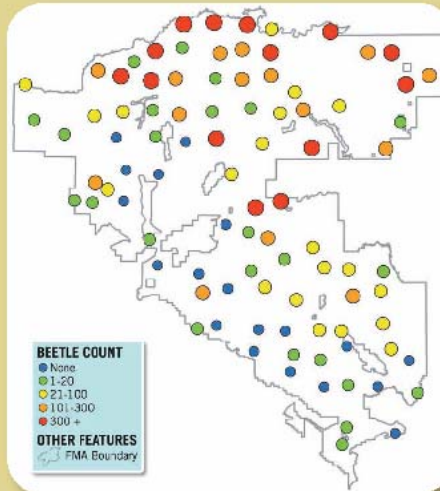 BEETLE COUNT
None
1-20
21-100
101-300
300 +
OTHER FEATURES
FMA Boundary